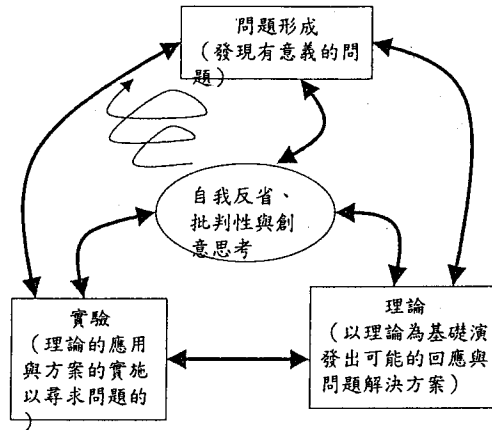 問題形成
（發現有意義的問
題）
自我反省、
批判性與創
意思考
實驗
（理論的應用
與方案的實施
以尋求問題的
）
理論
（以理論為基礎演
發出可能的回應與
問題解決方案）